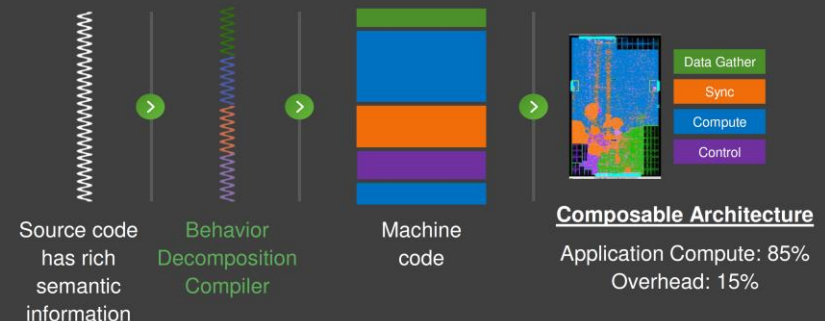 Source code
has rich
semantic
information
Behavior
Decomposition
Compiler
Machine
code
Data Gather
Sync
Compute
Control
Composable Architecture
Application Compute: 85%
Overhead: 15%